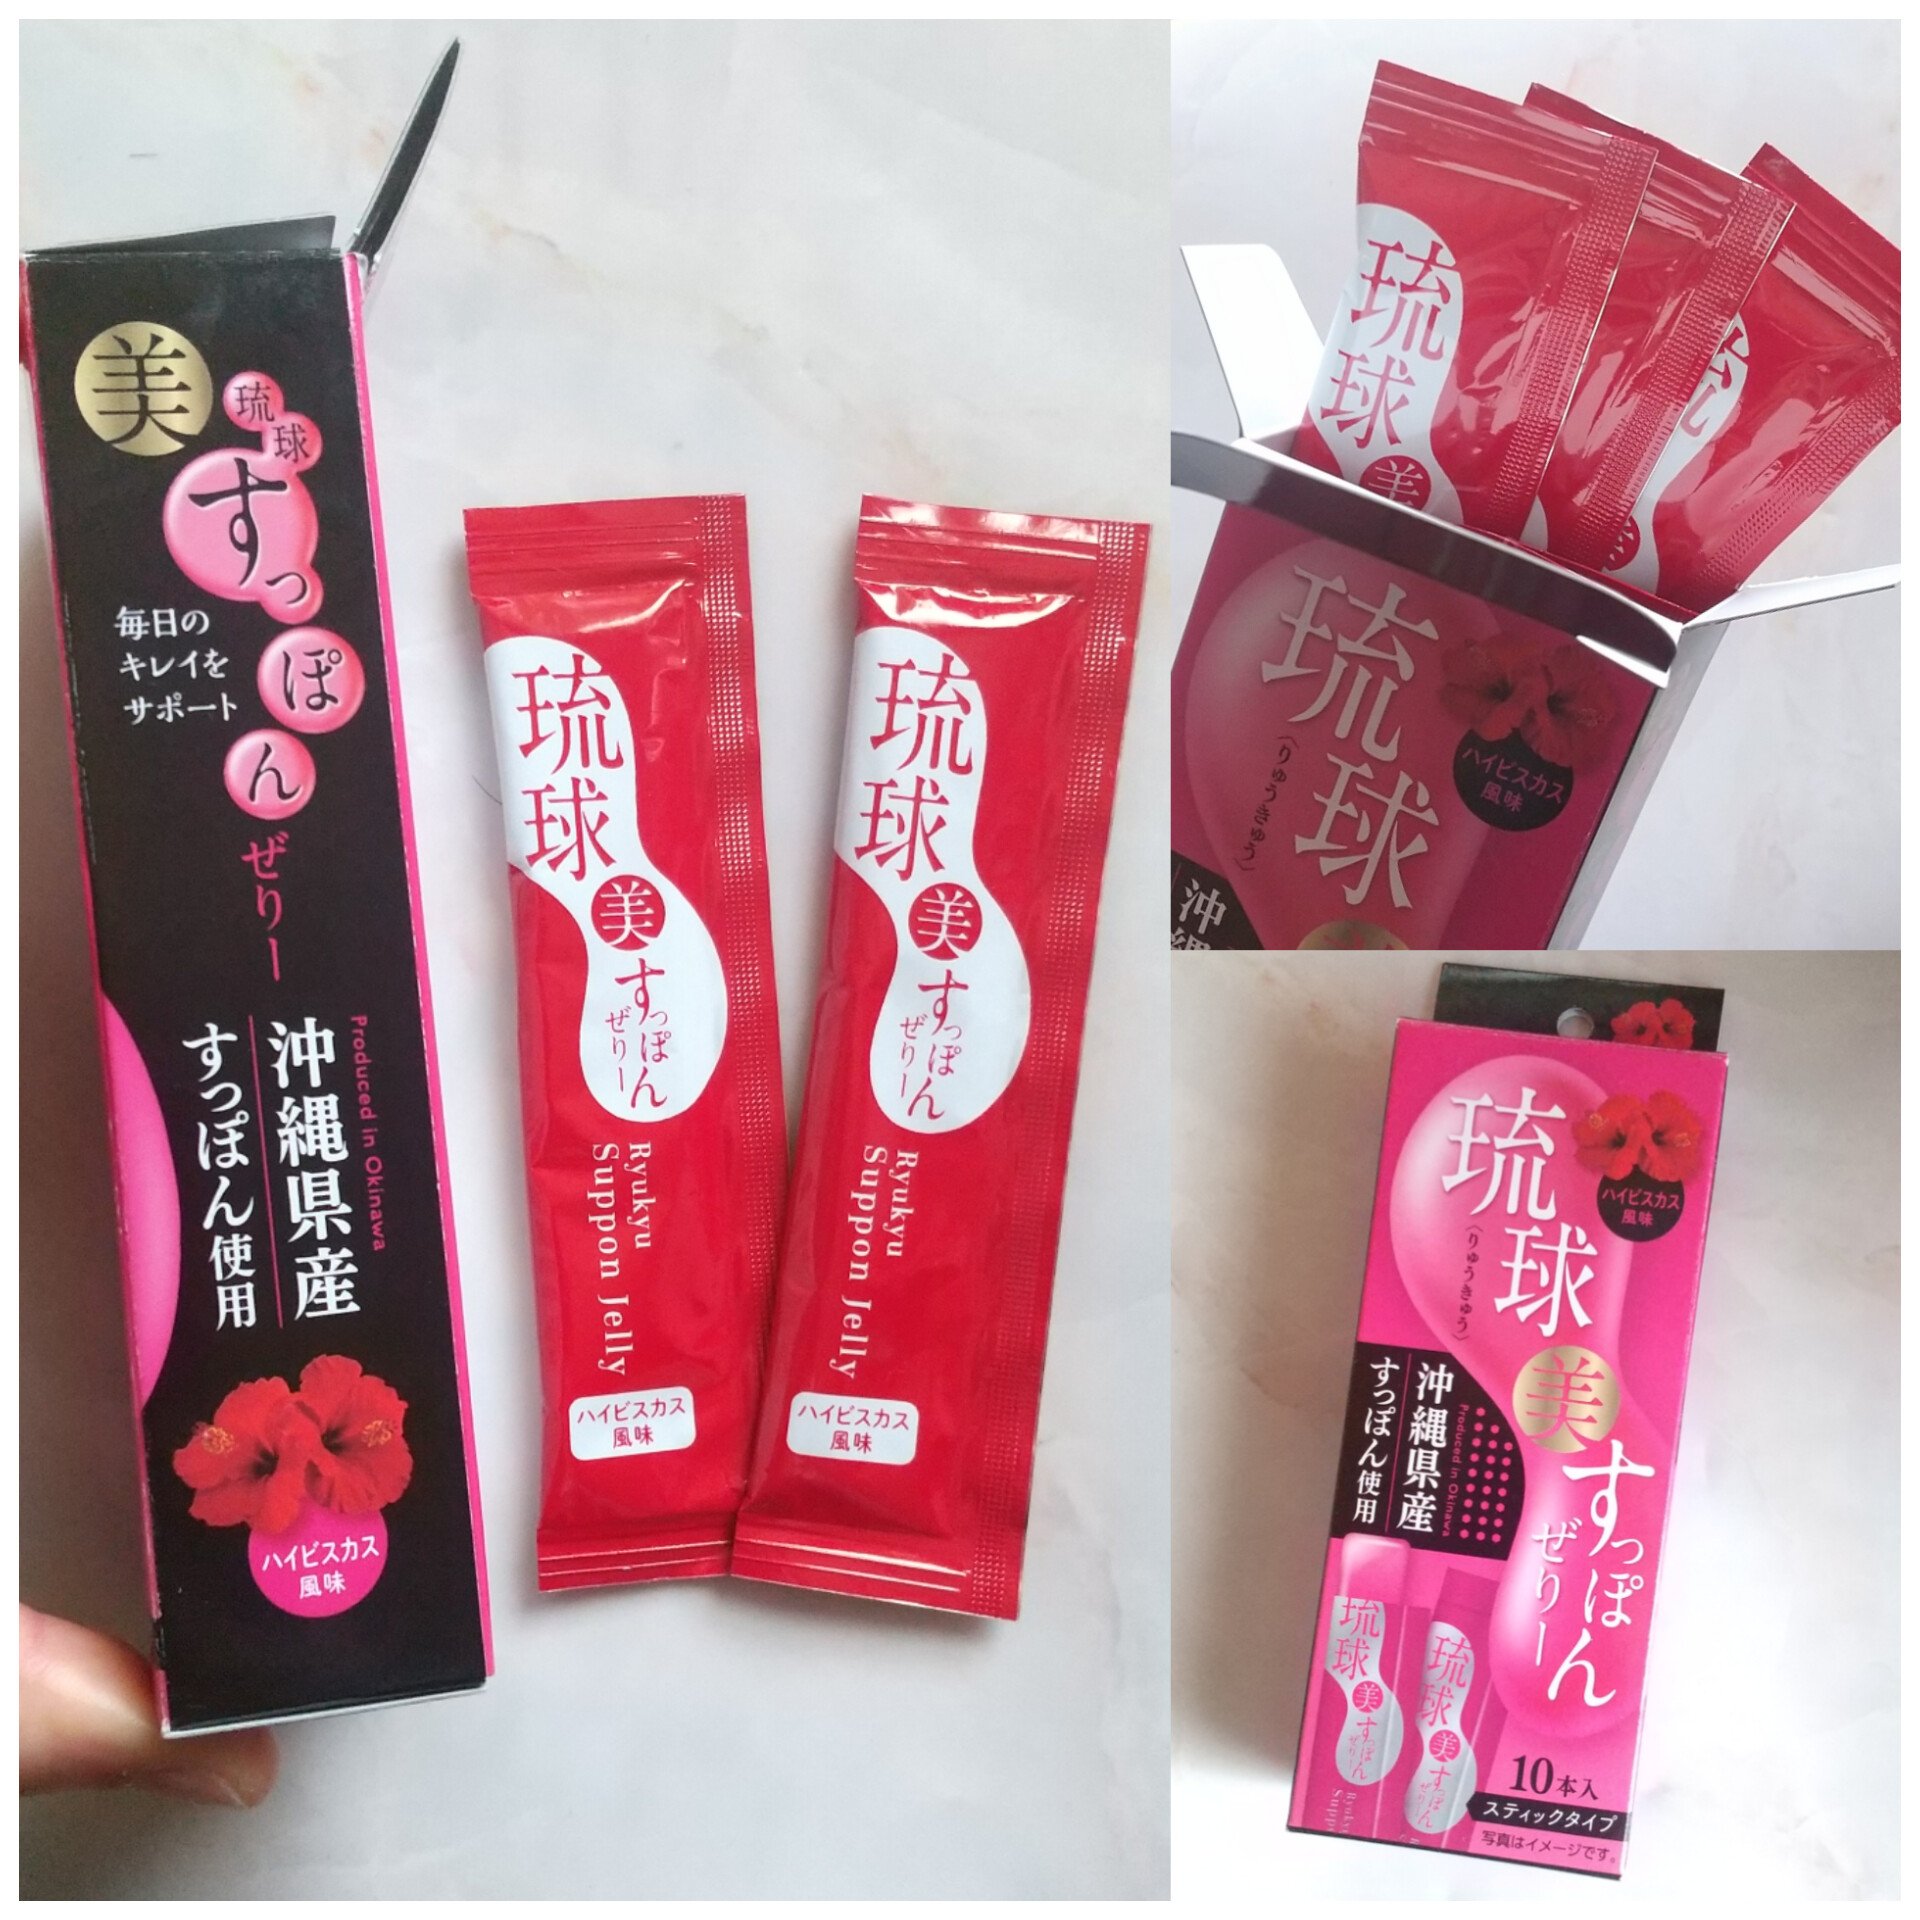 美
琉球
すっぽん
ぜりー
毎日の
キレイを
サポート
Produced in Okinawa
沖縄県産
すっぽん使用
ハイビスカス
風味
琉球
美
すっぽん
ぜりー
Ryukyu
Suppon Jelly
ハイビスカス
風味
琉球
美
すっぽん
ぜりー
Ryukyu
Suppon Jelly
ハイビスカス
風味
琉球
美
琉球
(りゅうきゅう)
ハイビスカス
風味
沖縄
琉球
(りゅうきゅう)
ハイビスカス
風味
美
すっぽん
ぜりー
Produced in Okinawa
沖縄県産
すっぽん使用
琉球
美
すっぽん
ぜりー
琉球
美
すっぽん
ぜりー
10本入
スティックタイプ
写真はイメージです。